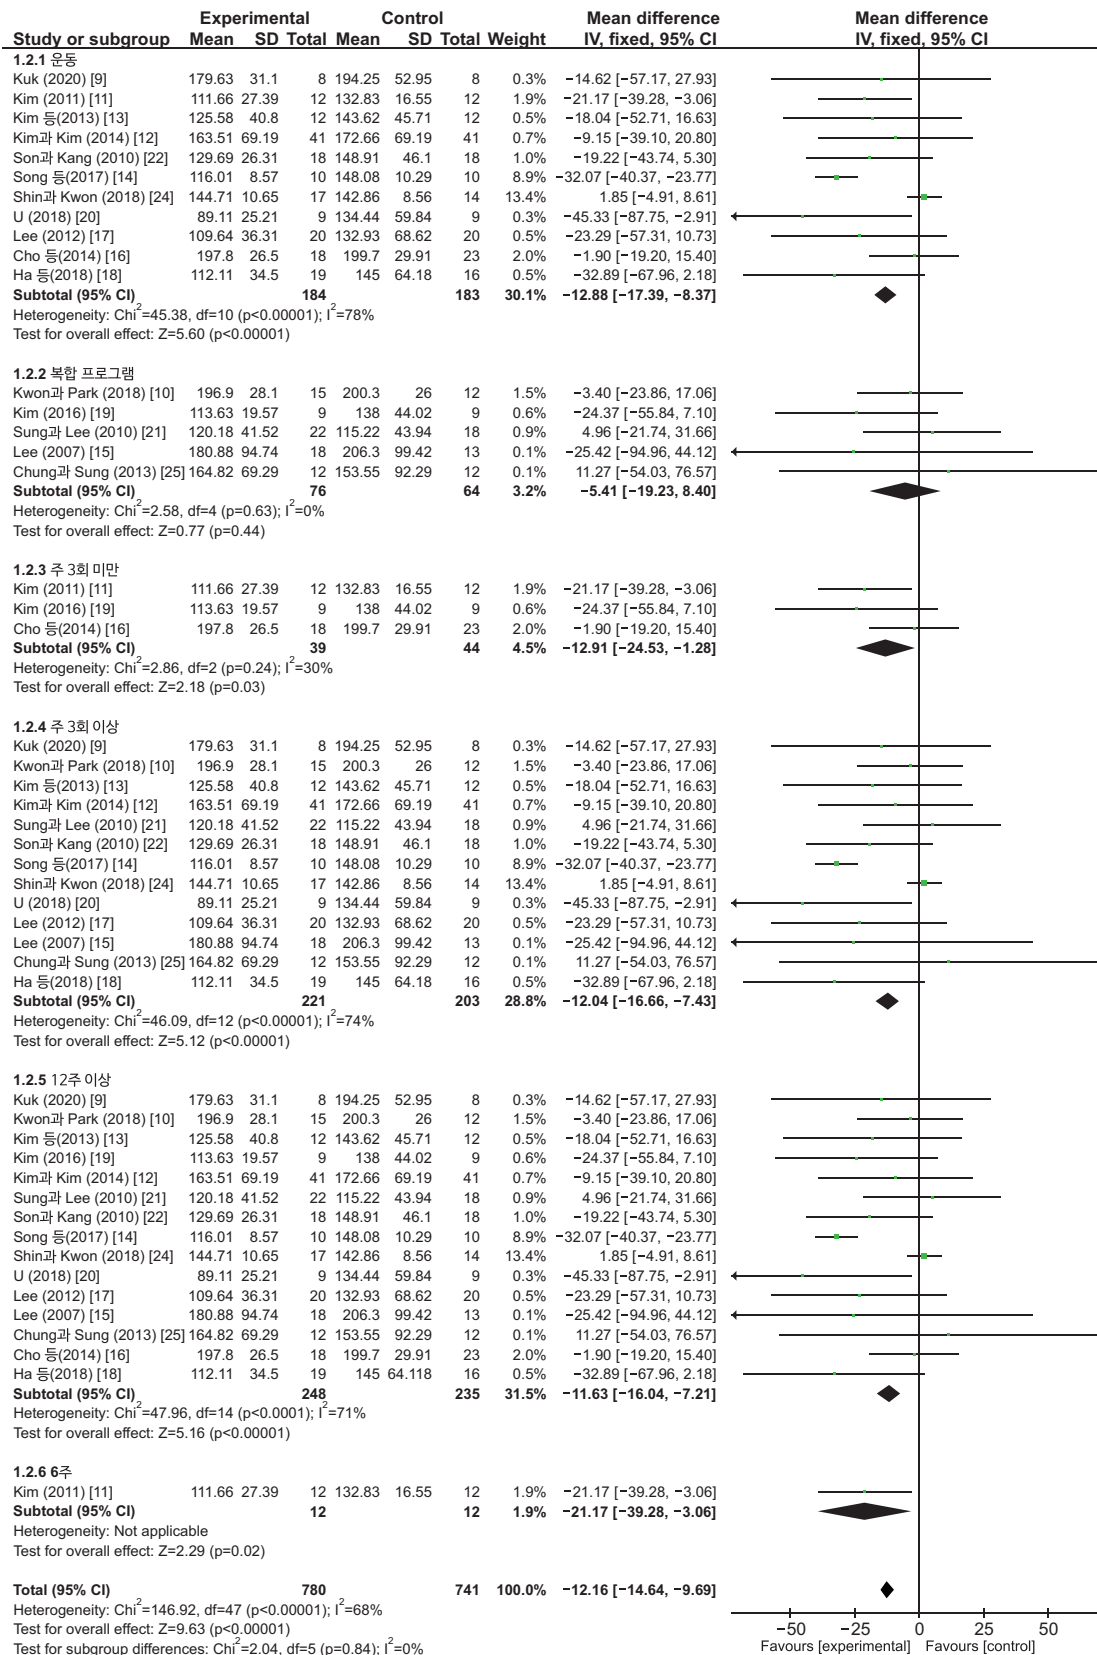 Experimental Control Mean difference Mean difference
Study or subgroup Mean SD Total Mean SD Total Weight IV, fixed, 95% CI IV, fixed, 95% CI
1.2.1 운동
Kuk (2020) [9] 179.63 31.1 8 194.25 52.95 8 0.3% −14.62 [−57.17, 27.93]
Kim (2011) [11] 111.66 27.39 12 132.83 16.55 12 1.9% −21.17 [−39.28, −3.06]
Kim 등(2013) [13] 125.58 40.8 12 143.62 45.71 12 0.5% −18.04 [−52.71, 16.63]
Kim과 Kim (2014) [12] 163.51 69.19 41 172.66 69.19 41 0.7% −9.15 [−39.10, 20.80]
Son과 Kang (2010) [22] 129.69 26.31 18 148.91 46.1 18 1.0% −19.22 [−43.74, 5.30]
Song 등(2017) [14] 116.01 8.57 10 148.08 10.29 10 8.9% −32.07 [−40.37, −23.77]
Shin과 Kwon (2018) [24] 144.71 10.65 17 142.86 8.56 14 13.4% 1.85 [−4.91, 8.61]
U (2018) [20] 89.11 25.21 9 134.44 59.84 9 0.3% −45.33 [−87.75, −2.91]
Lee (2012) [17] 109.64 36.31 20 132.93 68.62 20 0.5% −23.29 [−57.31, 10.73]
Cho 등(2014) [16] 197.8 26.5 18 199.7 29.91 23 2.0% −1.90 [−19.20, 15.40]
Ha 등(2018) [18] 112.11 34.5 19 145 64.18 16 0.5% −32.89 [−67.96, 2.18]
Subtotal (95% CI) 184 183 30.1% −12.88 [−17.39, −8.37]
Heterogeneity: Chi²=45.38, df=10 (p<0.00001); I²=78%
Test for overall effect: Z=5.60 (p<0.00001)
1.2.2 복합 프로그램
Kwon과 Park (2018) [10] 196.9 28.1 15 200.3 26 12 1.5% −3.40 [−23.86, 17.06]
Kim (2016) [19] 113.63 19.57 9 138 44.02 9 0.6% −24.37 [−55.84, 7.10]
Sung과 Lee (2010) [21] 120.18 41.52 22 115.22 43.94 18 0.9% 4.96 [−21.74, 31.66]
Lee (2007) [15] 180.88 94.74 18 206.3 99.42 13 0.1% −25.42 [−94.96, 44.12]
Chung과 Sung (2013) [25] 164.82 69.29 12 153.55 92.29 12 0.1% 11.27 [−54.03, 76.57]
Subtotal (95% CI) 76 64 3.2% −5.41 [−19.23, 8.40]
Heterogeneity: Chi²=2.58, df=4 (p=0.63); I²=0%
Test for overall effect: Z=0.77 (p=0.44)
1.2.3 주 3회 미만
Kim (2011) [11] 111.66 27.39 12 132.83 16.55 12 1.9% −21.17 [−39.28, −3.06]
Kim (2016) [19] 113.63 19.57 9 138 44.02 9 0.6% −24.37 [−55.84, 7.10]
Cho 등(2014) [16] 197.8 26.5 18 199.7 29.91 23 2.0% −1.90 [−19.20, 15.40]
Subtotal (95% CI) 39 44 4.5% −12.91 [−24.53, −1.28]
Heterogeneity: Chi²=2.86, df=2 (p=0.24); I²=30%
Test for overall effect: Z=2.18 (p=0.03)
1.2.4 주 3회 이상
Kuk (2020) [9] 179.63 31.1 8 194.25 52.95 8 0.3% −14.62 [−57.17, 27.93]
Kwon과 Park (2018) [10] 196.9 28.1 15 200.3 26 12 1.5% −3.40 [−23.86, 17.06]
Kim 등(2013) [13] 125.58 40.8 12 143.62 45.71 12 0.5% −18.04 [−52.71, 16.63]
Kim과 Kim (2014) [12] 163.51 69.19 41 172.66 69.19 41 0.7% −9.15 [−39.10, 20.80]
Sung과 Lee (2010) [21] 120.18 41.52 22 115.22 43.94 18 0.9% 4.96 [−21.74, 31.66]
Son과 Kang (2010) [22] 129.69 26.31 18 148.91 46.1 18 1.0% −19.22 [−43.74, 5.30]
Song 등(2017) [14] 116.01 8.57 10 148.08 10.29 10 8.9% −32.07 [−40.37, −23.77]
Shin과 Kwon (2018) [24] 144.71 10.65 17 142.86 8.56 14 13.4% 1.85 [−4.91, 8.61]
U (2018) [20] 89.11 25.21 9 134.44 59.84 9 0.3% −45.33 [−87.75, −2.91]
Lee (2012) [17] 109.64 36.31 20 132.93 68.62 20 0.5% −23.29 [−57.31, 10.73]
Lee (2007) [15] 180.88 94.74 18 206.3 99.42 13 0.1% −25.42 [−94.96, 44.12]
Chung과 Sung (2013) [25] 164.82 69.29 12 153.55 92.29 12 0.1% 11.27 [−54.03, 76.57]
Ha 등(2018) [18] 112.11 34.5 19 145 64.18 16 0.5% −32.89 [−67.96, 2.18]
Subtotal (95% CI) 221 203 28.8% −12.04 [−16.66, −7.43]
Heterogeneity: Chi²=46.09, df=12 (p<0.00001); I²=74%
Test for overall effect: Z=5.12 (p<0.00001)
1.2.5 12주 이상
Kuk (2020) [9] 179.63 31.1 8 194.25 52.95 8 0.3% −14.62 [−57.17, 27.93]
Kwon과 Park (2018) [10] 196.9 28.1 15 200.3 26 12 1.5% −3.40 [−23.86, 17.06]
Kim 등(2013) [13] 125.58 40.8 12 143.62 45.71 12 0.5% −18.04 [−52.71, 16.63]
Kim (2016) [19] 113.63 19.57 9 138 44.02 9 0.6% −24.37 [−55.84, 7.10]
Kim과 Kim (2014) [12] 163.51 69.19 41 172.66 69.19 41 0.7% −9.15 [−39.10, 20.80]
Sung과 Lee (2010) [21] 120.18 41.52 22 115.22 43.94 18 0.9% 4.96 [−21.74, 31.66]
Son과 Kang (2010) [22] 129.69 26.31 18 148.91 46.1 18 1.0% −19.22 [−43.74, 5.30]
Song 등(2017) [14] 116.01 8.57 10 148.08 10.29 10 8.9% −32.07 [−40.37, −23.77]
Shin과 Kwon (2018) [24] 144.71 10.65 17 142.86 8.56 14 13.4% 1.85 [−4.91, 8.61]
U (2018) [20] 89.11 25.21 9 134.44 59.84 9 0.3% −45.33 [−87.75, −2.91]
Lee (2012) [17] 109.64 36.31 20 132.93 68.62 20 0.5% −23.29 [−57.31, 10.73]
Lee (2007) [15] 180.88 94.74 18 206.3 99.42 13 0.1% −25.42 [−94.96, 44.12]
Chung과 Sung (2013) [25] 164.82 69.29 12 153.55 92.29 12 0.1% 11.27 [−54.03, 76.57]
Cho 등(2014) [16] 197.8 26.5 18 199.7 29.91 23 2.0% −1.90 [−19.20, 15.40]
Ha 등(2018) [18] 112.11 34.5 19 145 64.118 16 0.5% −32.89 [−67.96, 2.18]
Subtotal (95% CI) 248 235 31.5% −11.63 [−16.04, −7.21]
Heterogeneity: Chi²=47.96, df=14 (p<0.0001); I²=71%
Test for overall effect: Z=5.16 (p<0.00001)
1.2.6 6주
Kim (2011) [11] 111.66 27.39 12 132.83 16.55 12 1.9% −21.17 [−39.28, −3.06]
Subtotal (95% CI) 12 12 1.9% −21.17 [−39.28, −3.06]
Heterogeneity: Not applicable
Test for overall effect: Z=2.29 (p=0.02)
Total (95% CI) 780 741 100.0% −12.16 [−14.64, −9.69]
Heterogeneity: Chi²=146.92, df=47 (p<0.00001); I²=68%
Test for overall effect: Z=9.63 (p<0.00001)
Test for subgroup differences: Chi²=2.04, df=5 (p=0.84); I²=0%
−50 −25 0 25 50
Favours [experimental] Favours [control]